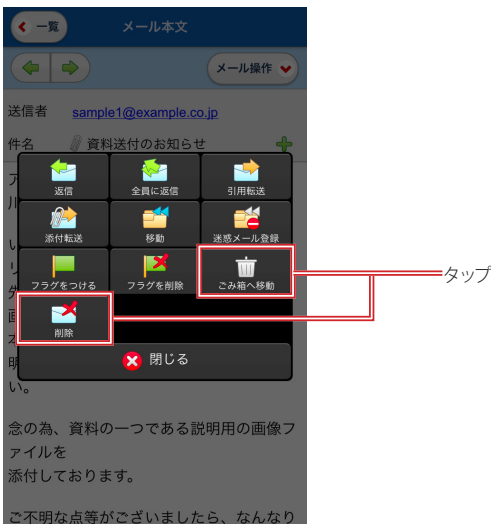 一覧
メール本文
メール操作
送信者 sample1@example.co.jp
件名 資料送付のお知らせ
返信 全員に返信 引用転送
添付転送 移動 迷惑メール登録
フラグをつける フラグを削除 ごみ箱へ移動
タップ
削除
閉じる
い。
念の為、資料の一つである説明用の画像フ
ァイルを
添付しております。
ご不明な点等がございましたら、なんなり